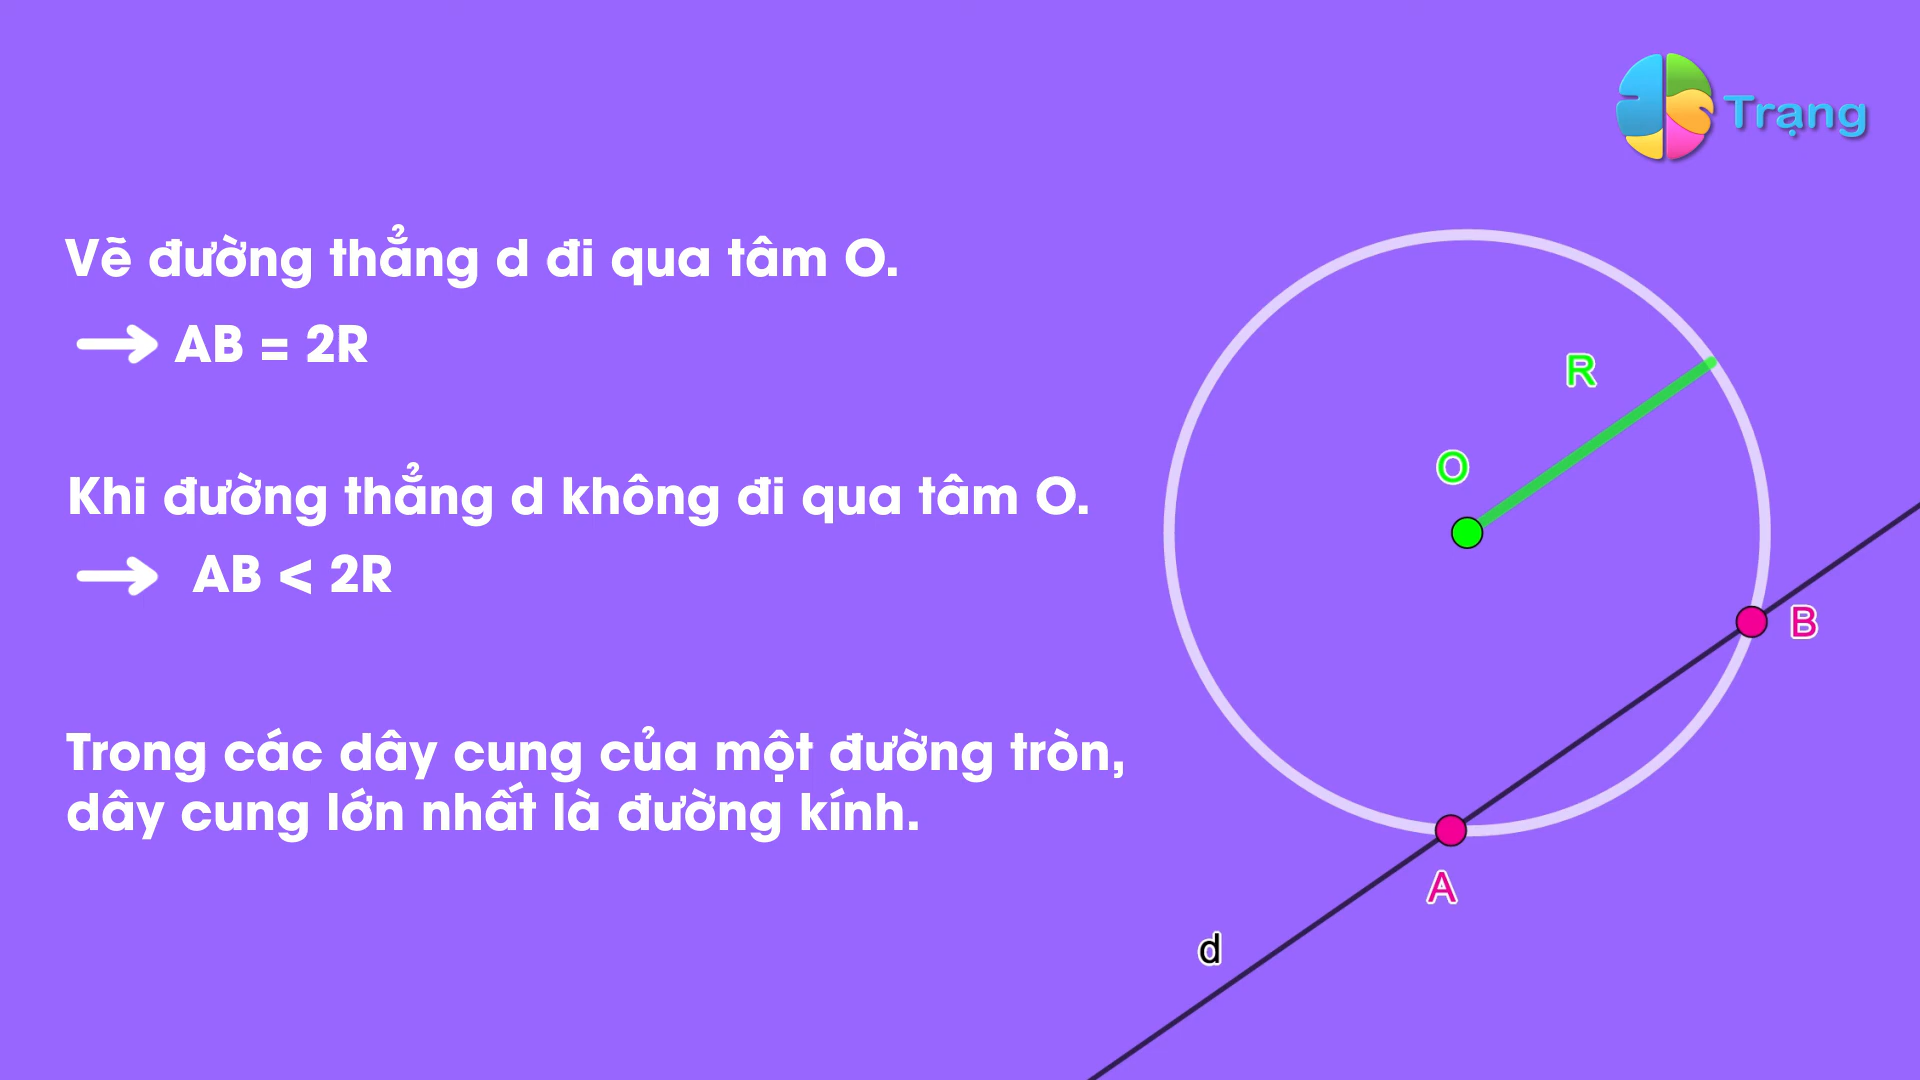 Trạng
Vẽ đường thẳng d đi qua tâm O.
AB = 2R
Khi đường thẳng d không đi qua tâm O.
AB < 2R
Trong các dây cung của một đường tròn,
dây cung lớn nhất là đường kính.
R
O
B
A
d